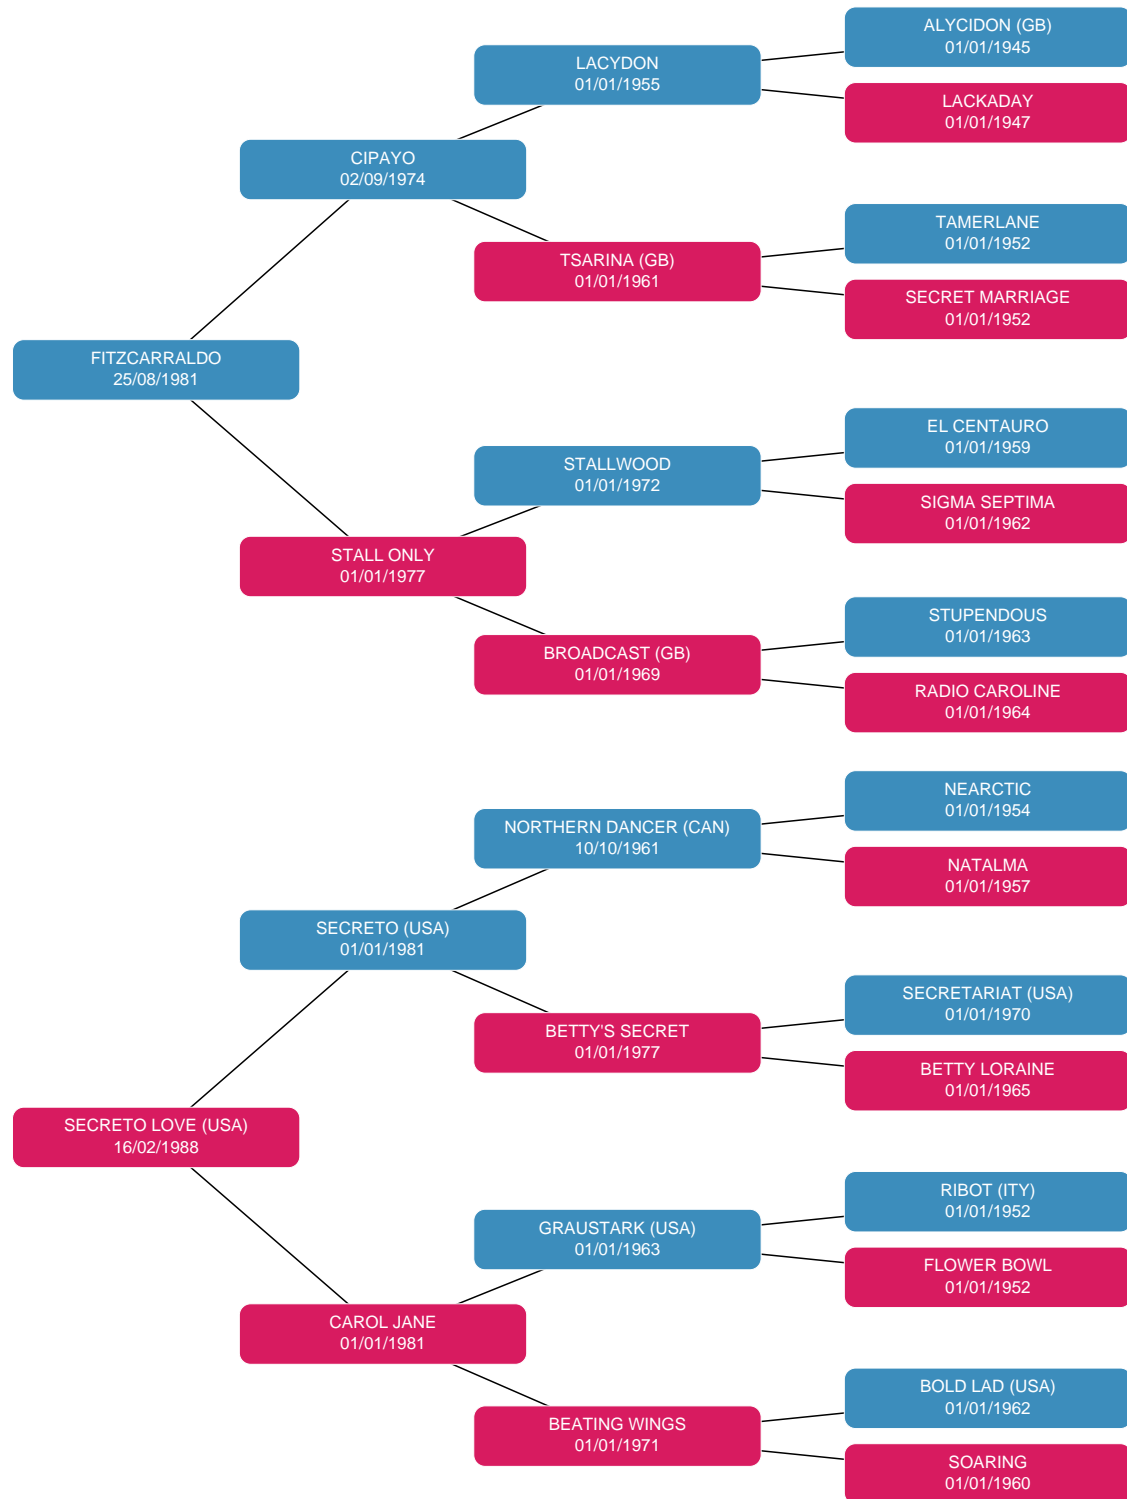 ALYCIDON (GB)
01/01/1945
LACYDON
01/01/1955
LACKADAY
01/01/1947
CIPAYO
02/09/1974
TAMERLANE
01/01/1952
TSARINA (GB)
01/01/1961
SECRET MARRIAGE
01/01/1952
FITZCARRALDO
25/08/1981
EL CENTAURO
01/01/1959
STALLWOOD
01/01/1972
SIGMA SEPTIMA
01/01/1962
STALL ONLY
01/01/1977
STUPENDOUS
01/01/1963
BROADCAST (GB)
01/01/1969
RADIO CAROLINE
01/01/1964
NEARCTIC
01/01/1954
NORTHERN DANCER (CAN)
10/10/1961
NATALMA
01/01/1957
SECRETO (USA)
01/01/1981
SECRETARIAT (USA)
01/01/1970
BETTY'S SECRET
01/01/1977
BETTY LORAINE
01/01/1965
SECRETO LOVE (USA)
16/02/1988
RIBOT (ITY)
01/01/1952
GRAUSTARK (USA)
01/01/1963
FLOWER BOWL
01/01/1952
CAROL JANE
01/01/1981
BOLD LAD (USA)
01/01/1962
BEATING WINGS
01/01/1971
SOARING
01/01/1960